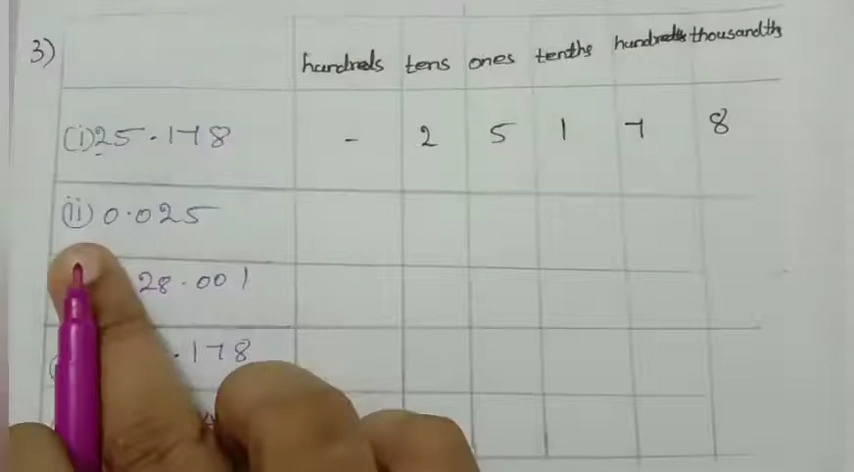 3)
hundreds tens ones tenths hundredths thousandths
(i) 25.178 - 2 5 1 7 8
(ii) 0.025
28.001
.178